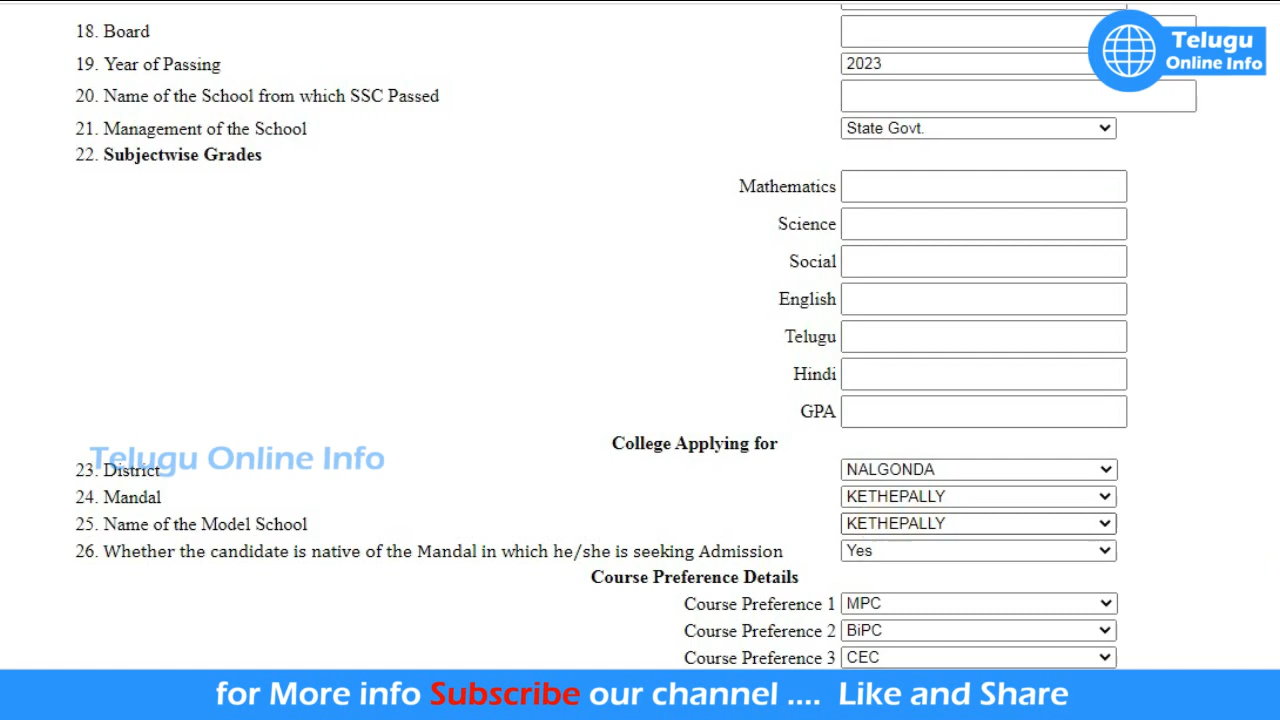 18. Board
19. Year of Passing 2023
20. Name of the School from which SSC Passed
21. Management of the School State Govt.
22. Subjectwise Grades
Mathematics
Science
Social
English
Telugu
Hindi
GPA
College Applying for
Telugu Online Info
23. District NALGONDA
24. Mandal KETHEPALLY
25. Name of the Model School KETHEPALLY
26. Whether the candidate is native of the Mandal in which he/she is seeking Admission Yes
Course Preference Details
Course Preference 1 MPC
Course Preference 2 BiPC
Course Preference 3 CEC
Telugu
Online Info
for More info Subscribe our channel .... Like and Share